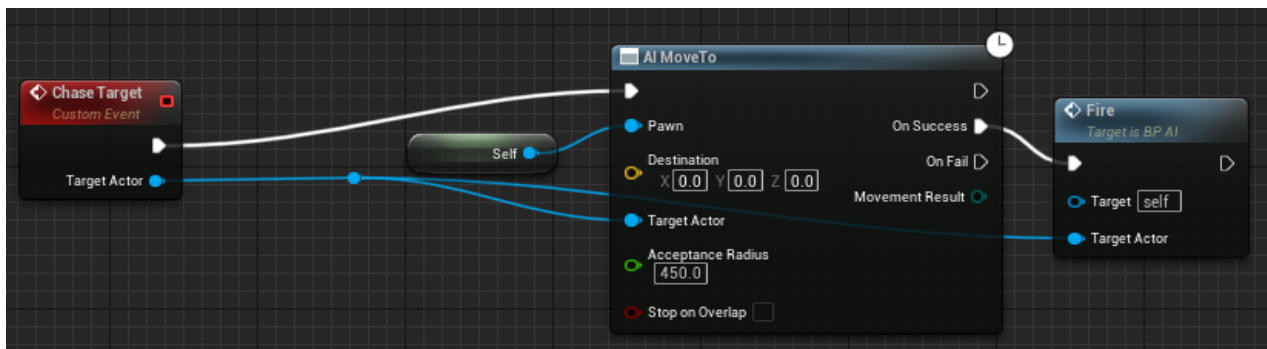 Chase Target
Custom Event
Target Actor
Self
AI MoveTo
Pawn
On Success
Destination
X 0.0 Y 0.0 Z 0.0
On Fail
Movement Result
Target Actor
Acceptance Radius
450.0
Stop on Overlap
Fire
Target is BP AI
Target self
Target Actor